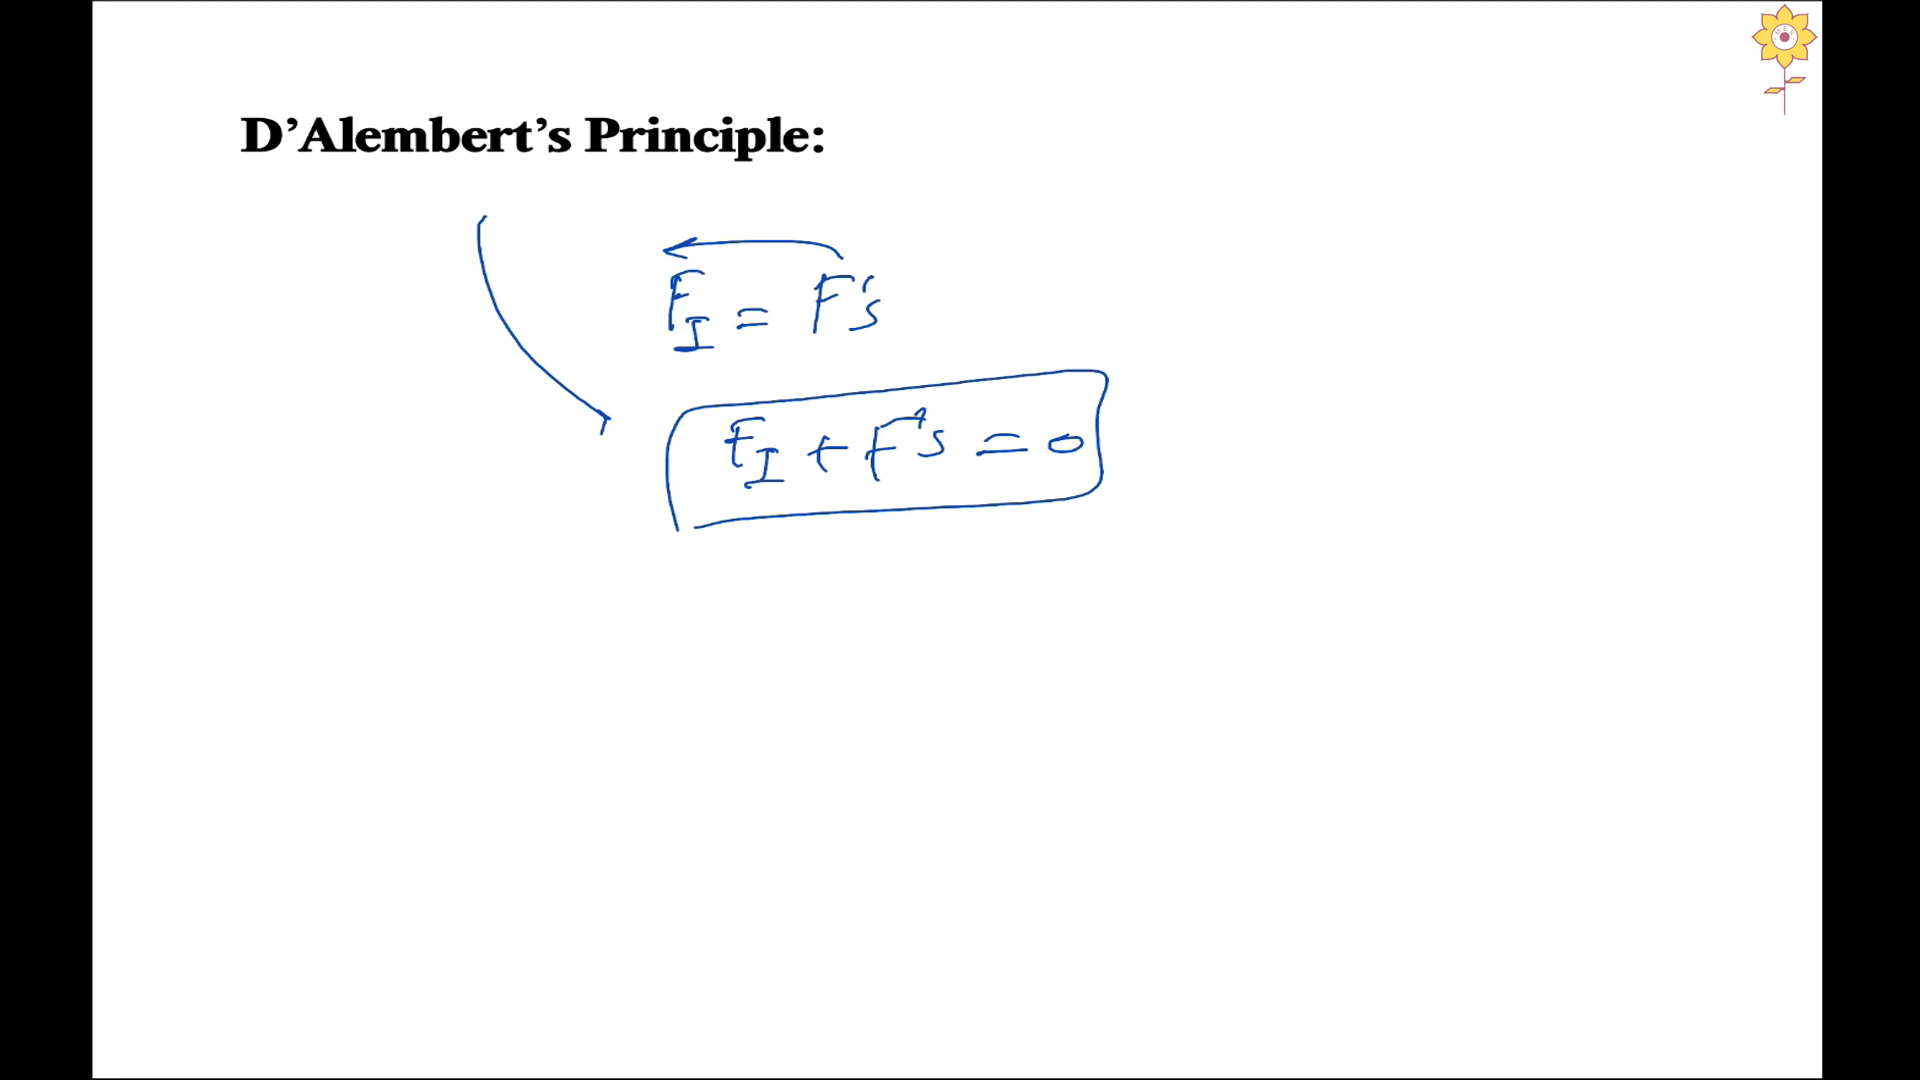 D’Alembert’s Principle:
F_I = F's
F_I + F's = 0